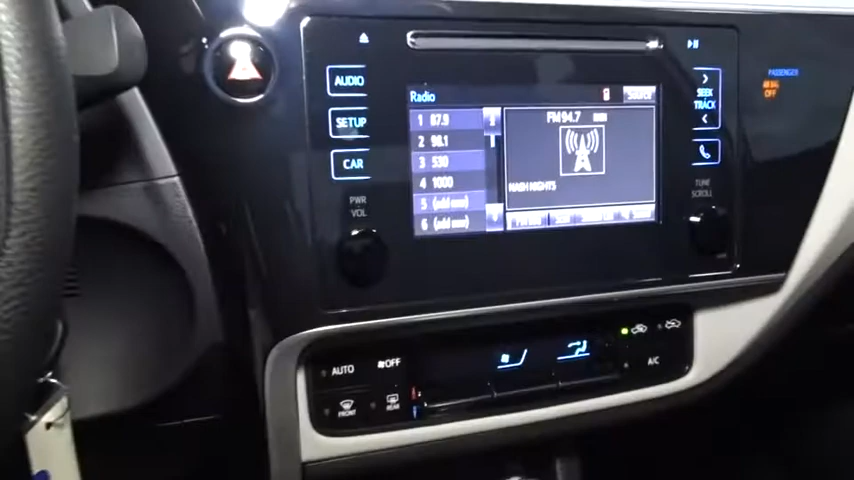 AUDIO
SETUP
CAR
PWR
VOL
Radio
1 87.9
2 98.1
3 530
4 1000
5 (add new)
6 (add new)
FM 94.7
NASH NIGHTS
SEEK
TRACK
TUNE
SCROLL
PASSENGER
AIR BAG
OFF
AUTO
OFF
FRONT
REAR
A/C